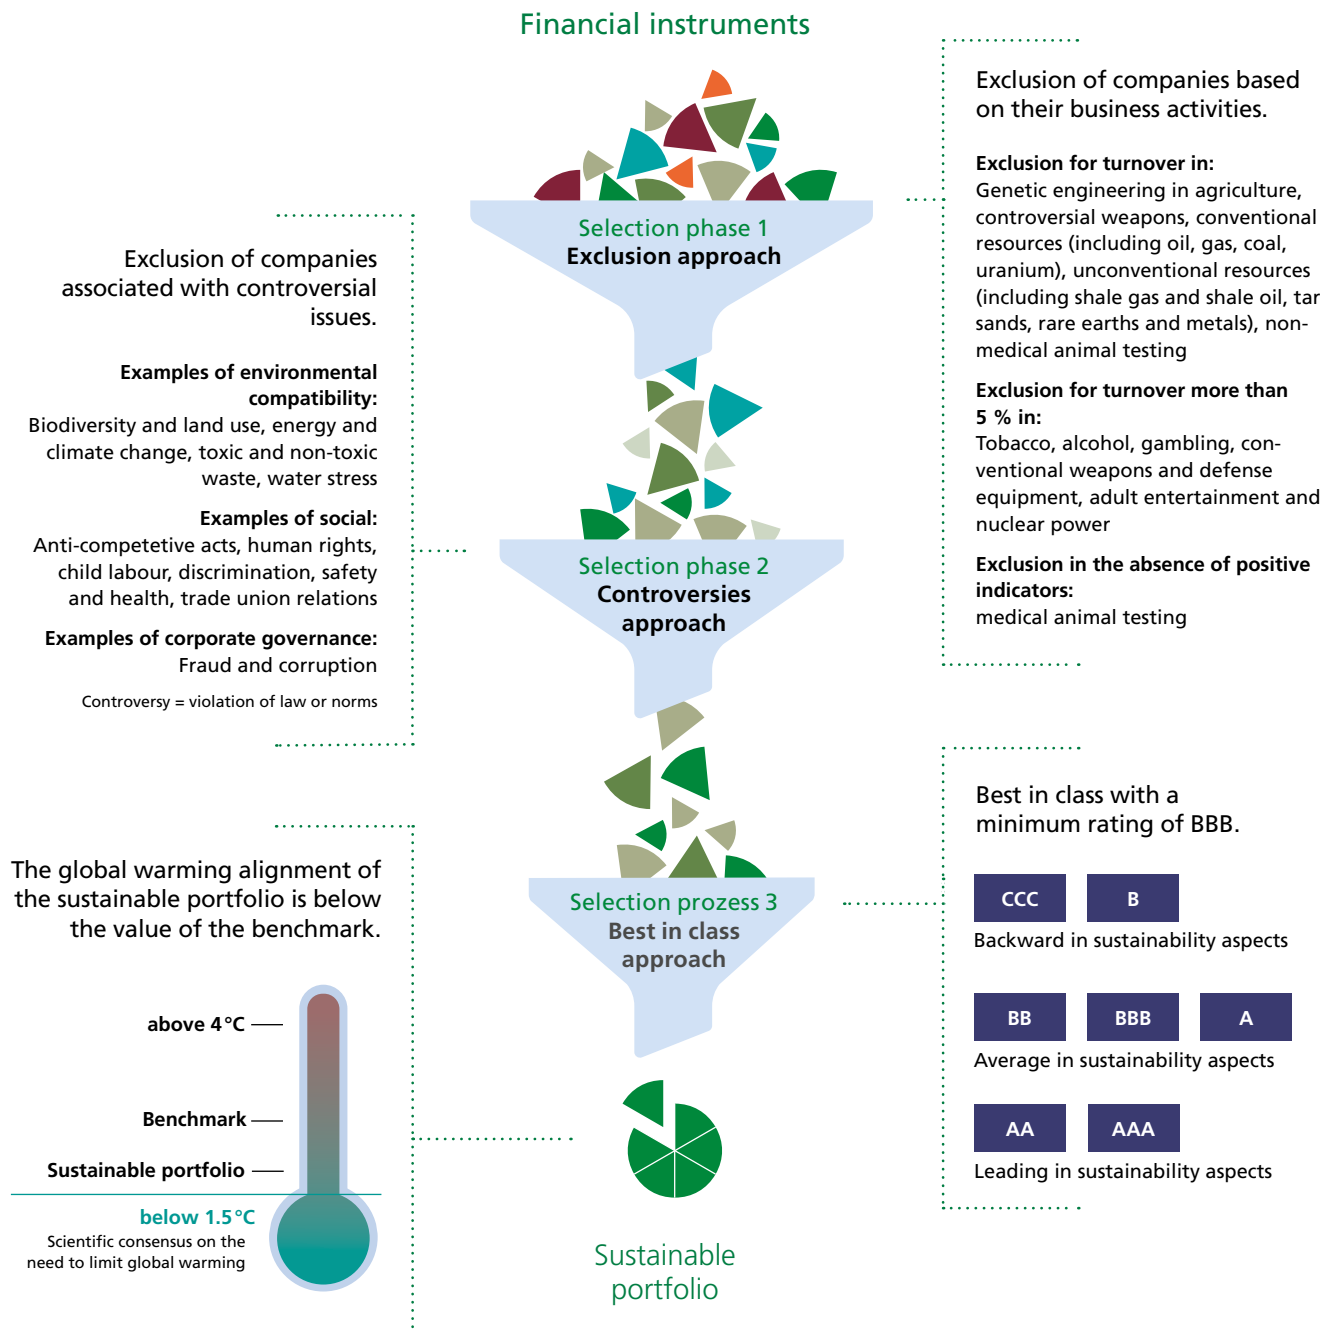 Financial instruments
Exclusion of companies based
on their business activities.
Exclusion for turnover in:
Genetic engineering in agriculture,
controversial weapons, conventional
resources (including oil, gas, coal,
uranium), unconventional resources
(including shale gas and shale oil, tar
sands, rare earths and metals), non-
medical animal testing
Exclusion for turnover more than
5 % in:
Tobacco, alcohol, gambling, con-
ventional weapons and defense
equipment, adult entertainment and
nuclear power
Exclusion in the absence of positive
indicators:
medical animal testing
Selection phase 1
Exclusion approach
Exclusion of companies
associated with controversial
issues.
Examples of environmental
compatibility:
Biodiversity and land use, energy and
climate change, toxic and non-toxic
waste, water stress
Examples of social:
Anti-competetive acts, human rights,
child labour, discrimination, safety
and health, trade union relations
Examples of corporate governance:
Fraud and corruption
Controversy = violation of law or norms
Selection phase 2
Controversies
approach
Selection prozess 3
Best in class
approach
Best in class with a
minimum rating of BBB.
CCC
B
Backward in sustainability aspects
BB
BBB
A
Average in sustainability aspects
AA
AAA
Leading in sustainability aspects
The global warming alignment of
the sustainable portfolio is below
the value of the benchmark.
above 4 °C
Benchmark
Sustainable portfolio
below 1.5 °C
Scientific consensus on the
need to limit global warming
Sustainable
portfolio